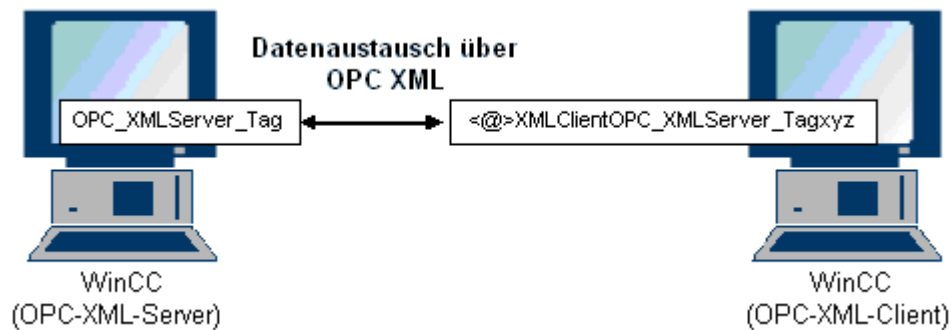 Datenaustausch über
OPC XML
OPC_XMLServer_Tag
<@>XMLClientOPC_XMLServer_Tagxyz
WinCC
(OPC-XML-Server)
WinCC
(OPC-XML-Client)